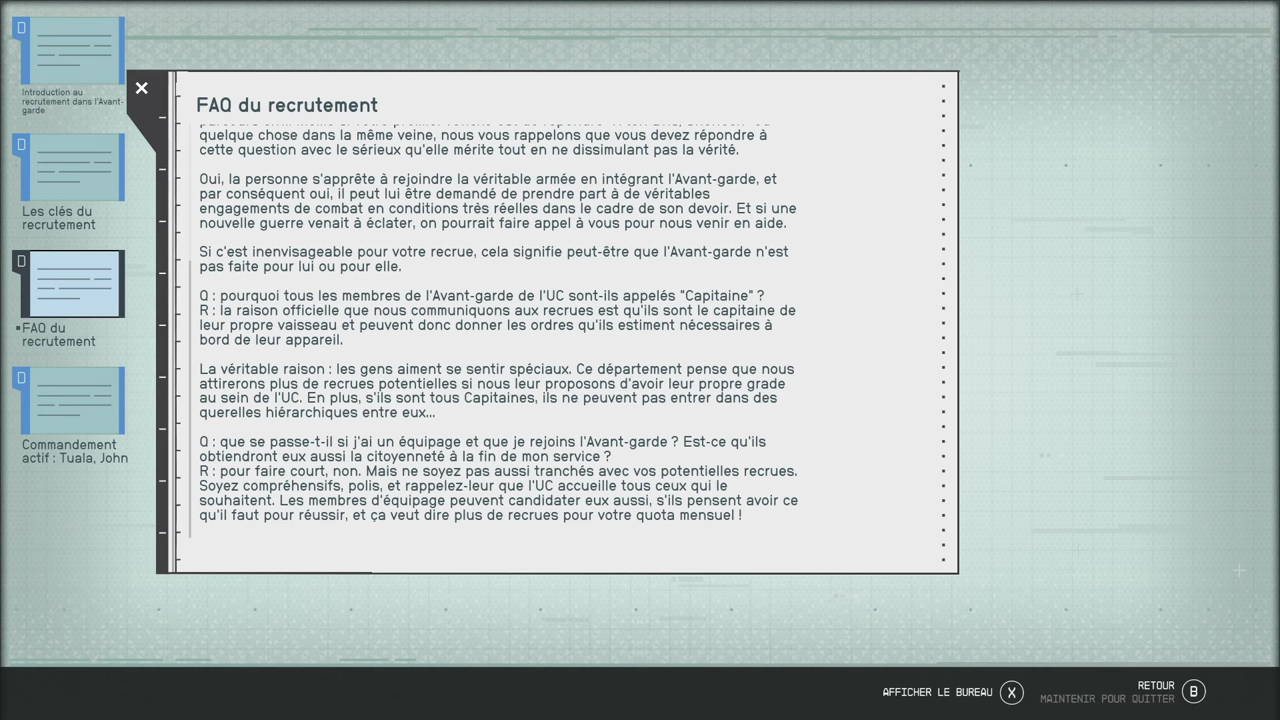 D
Introduction au
recrutement dans l'Avant-
garde
D
Les clés du
recrutement
D
FAQ du
recrutement
D
Commandement
actif : Tuala, John
FAQ du recrutement
quelque chose dans la même veine, nous vous rappelons que vous devez répondre à
cette question avec le sérieux qu'elle mérite tout en ne dissimulant pas la vérité.
Oui, la personne s'apprête à rejoindre la véritable armée en intégrant l'Avant-garde, et
par conséquent oui, il peut lui être demandé de prendre part à de véritables
engagements de combat en conditions très réelles dans le cadre de son devoir. Et si une
nouvelle guerre venait à éclater, on pourrait faire appel à vous pour nous venir en aide.
Si c'est inenvisageable pour votre recrue, cela signifie peut-être que l'Avant-garde n'est
pas faite pour lui ou pour elle.
Q : pourquoi tous les membres de l'Avant-garde de l'UC sont-ils appelés "Capitaine" ?
R : la raison officielle que nous communiquons aux recrues est qu'ils sont le capitaine de
leur propre vaisseau et peuvent donc donner les ordres qu'ils estiment nécessaires à
bord de leur appareil.
La véritable raison : les gens aiment se sentir spéciaux. Ce département pense que nous
attirerons plus de recrues potentielles si nous leur proposons d'avoir leur propre grade
au sein de l'UC. En plus, s'ils sont tous Capitaines, ils ne peuvent pas entrer dans des
querelles hiérarchiques entre eux...
Q : que se passe-t-il si j'ai un équipage et que je rejoins l'Avant-garde ? Est-ce qu'ils
obtiendront eux aussi la citoyenneté à la fin de mon service ?
R : pour faire court, non. Mais ne soyez pas aussi tranchés avec vos potentielles recrues.
Soyez compréhensifs, polis, et rappelez-leur que l'UC accueille tous ceux qui le
souhaitent. Les membres d'équipage peuvent candidater eux aussi, s'ils pensent avoir ce
qu'il faut pour réussir, et ça veut dire plus de recrues pour votre quota mensuel !
AFFICHER LE BUREAU X
RETOUR B
MAINTENIR POUR QUITTER